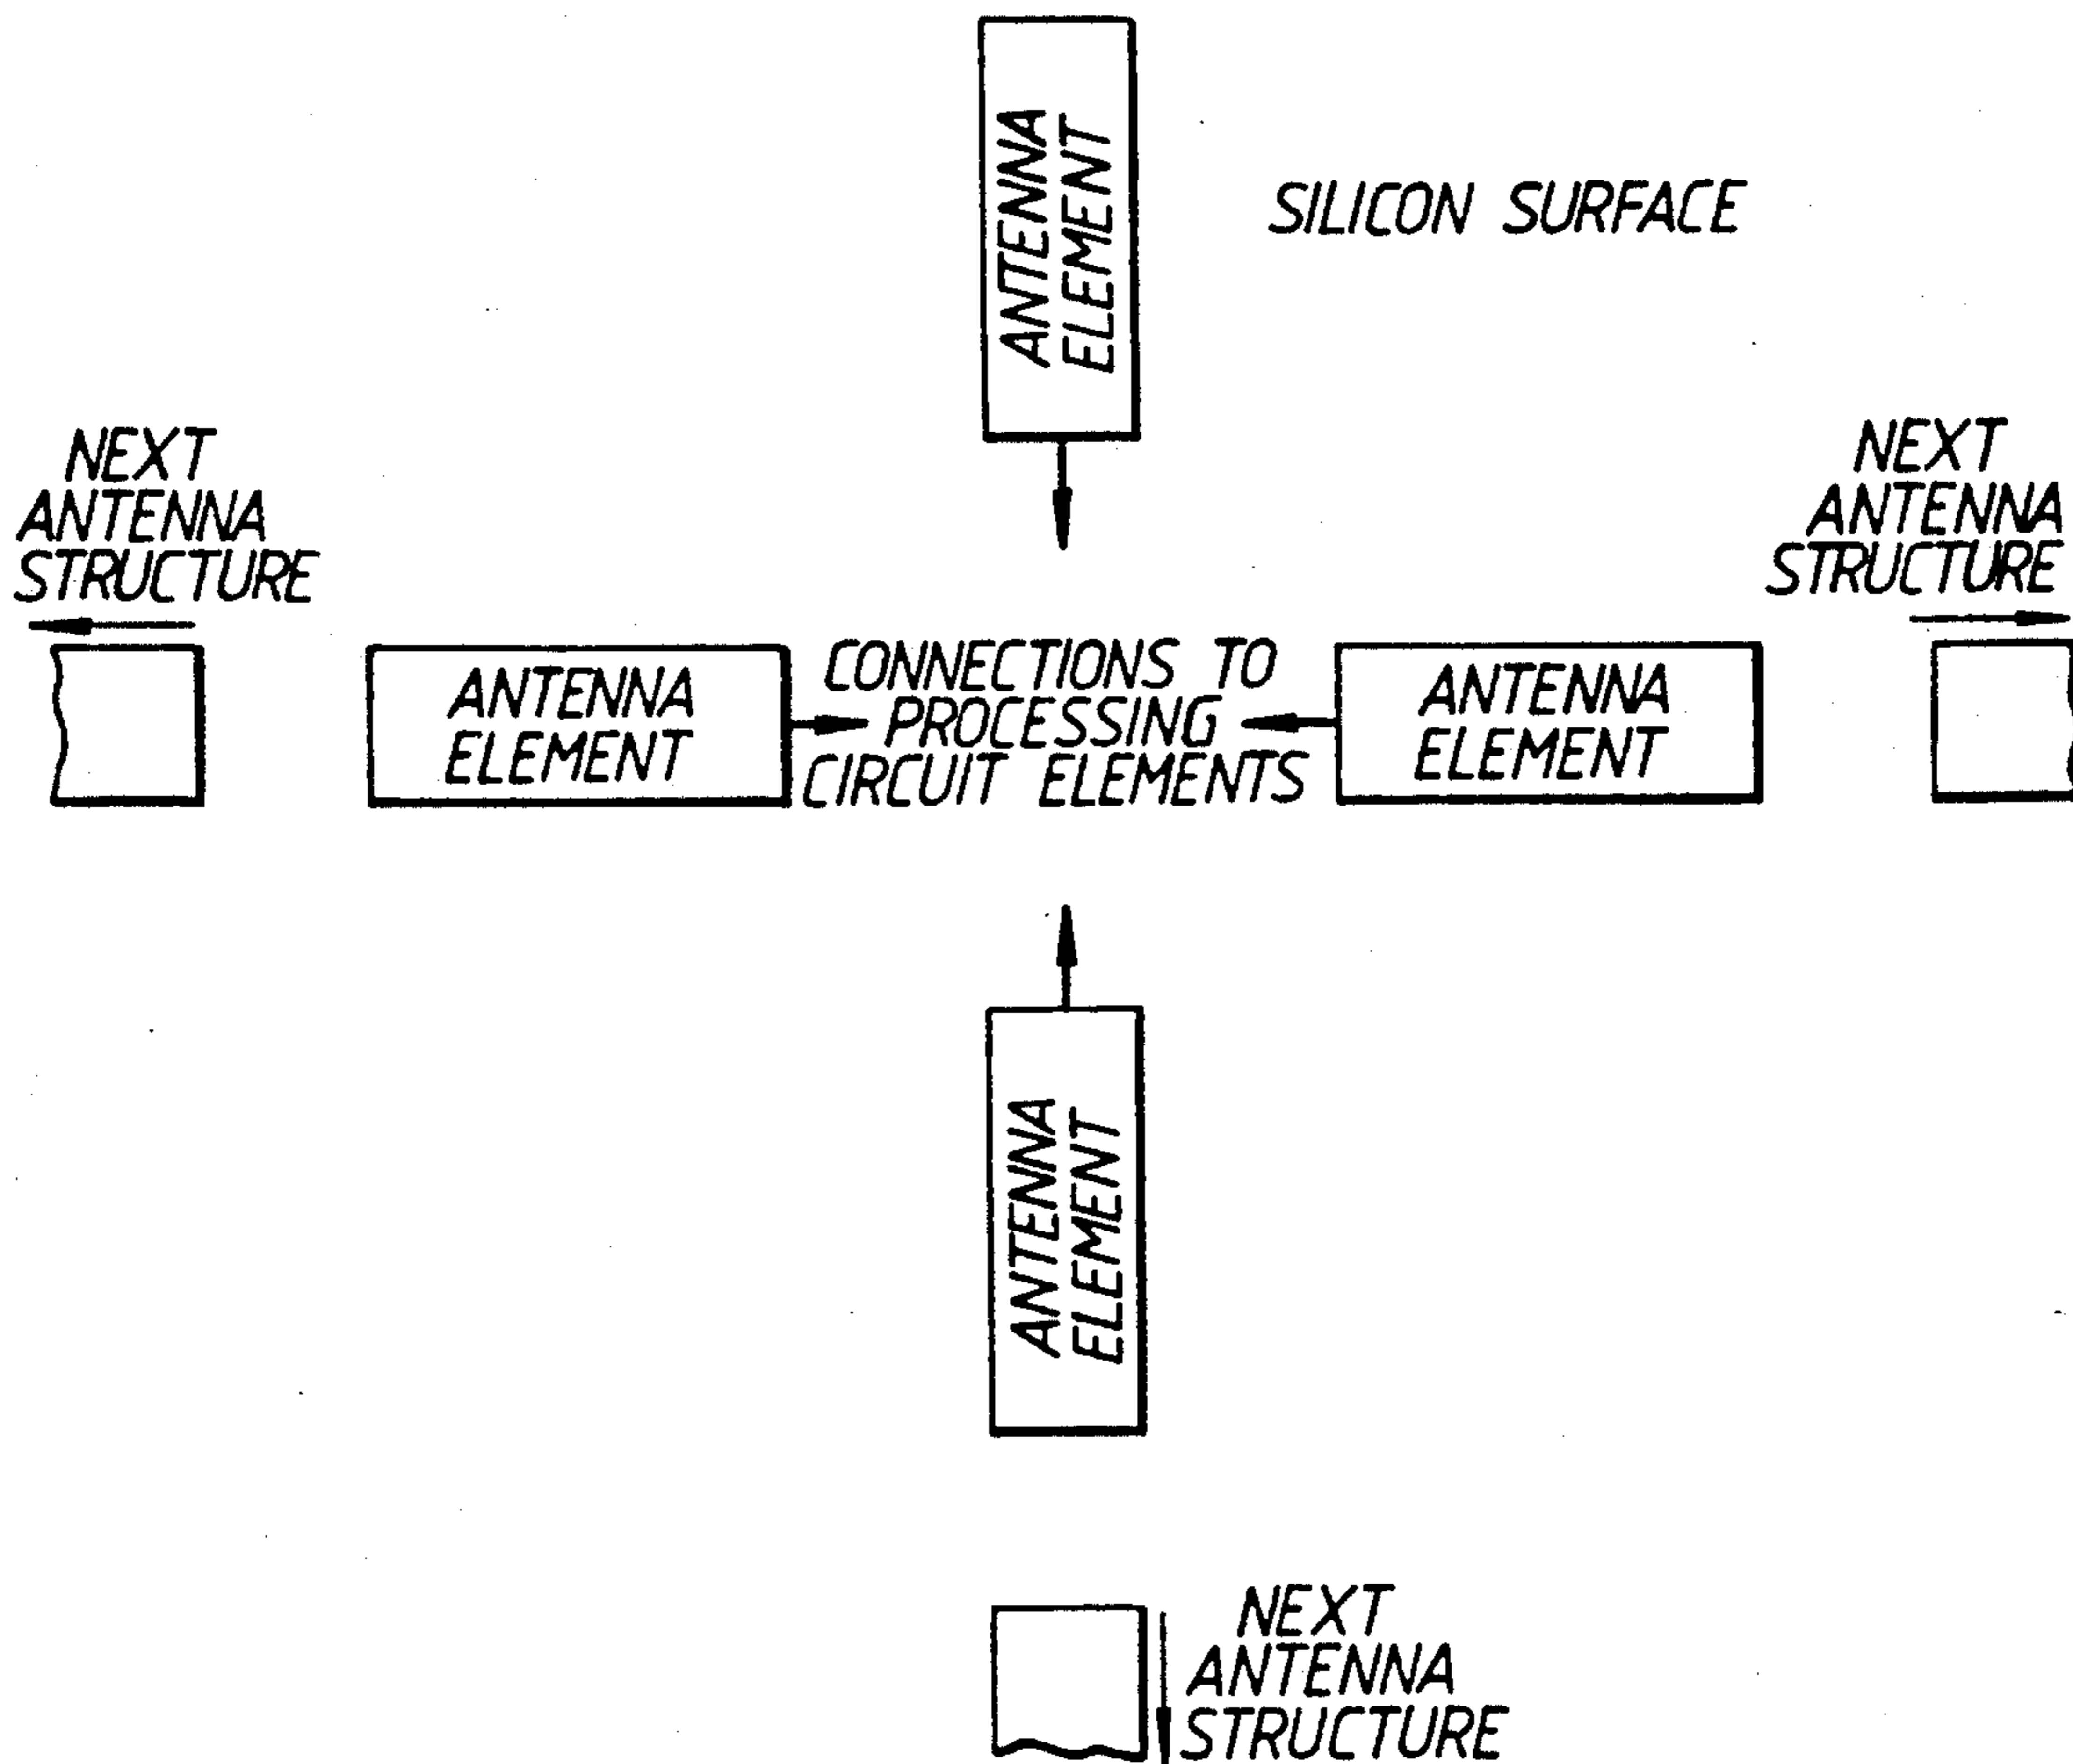 ANTENNA
ELEMENT
SILICON SURFACE
NEXT
ANTENNA
STRUCTURE
NEXT
ANTENNA
STRUCTURE
ANTENNA
ELEMENT
CONNECTIONS TO
PROCESSING
CIRCUIT ELEMENTS
ANTENNA
ELEMENT
ANTENNA
ELEMENT
NEXT
ANTENNA
STRUCTURE